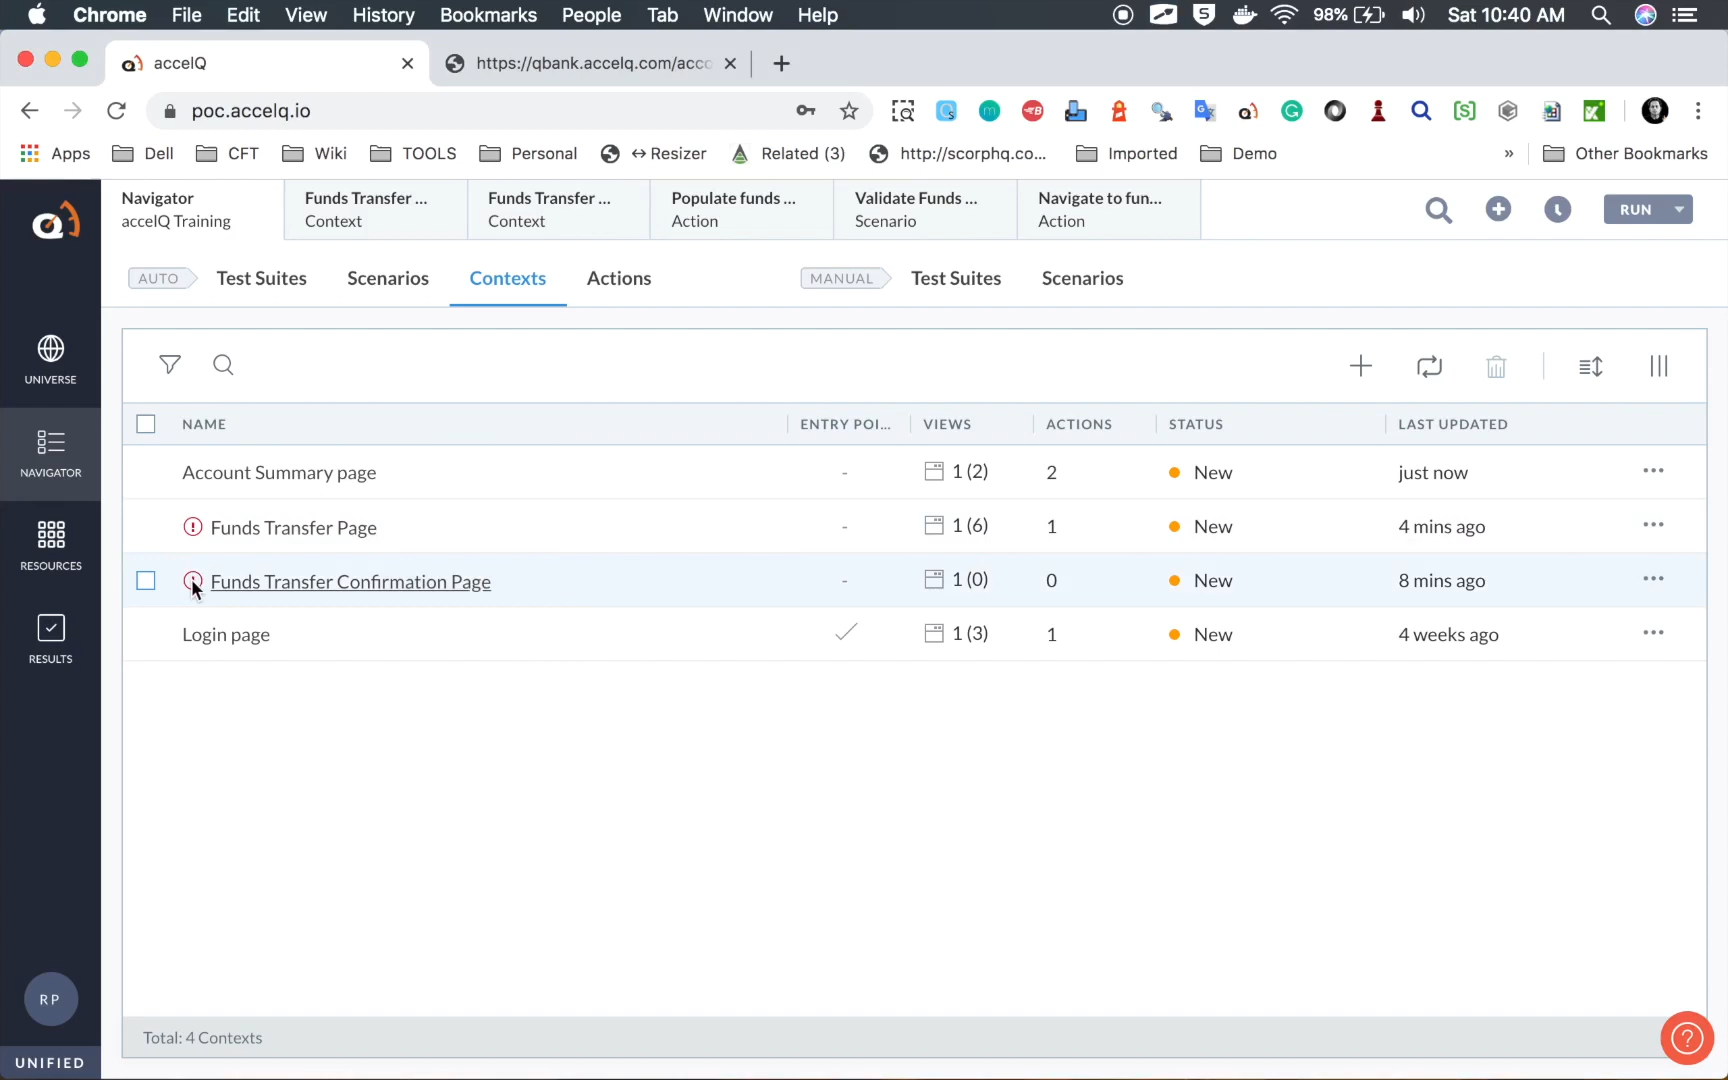 Chrome File Edit View History Bookmarks People Tab Window Help 98% Sat 10:40 AM
accelQ https://qbank.accelq.com/acco
poc.accelq.io
Apps Dell CFT Wiki TOOLS Personal ↔Resizer Related (3) http://scorphq.co... Imported Demo » Other Bookmarks
Navigator Funds Transfer ... Funds Transfer ... Populate funds ... Validate Funds ... Navigate to fun...
accelQ Training Context Context Action Scenario Action
RUN
AUTO Test Suites Scenarios Contexts Actions MANUAL Test Suites Scenarios
UNIVERSE
NAVIGATOR
RESOURCES
RESULTS
RP
UNIFIED
NAME ENTRY POI... VIEWS ACTIONS STATUS LAST UPDATED
Account Summary page - 1 (2) 2 New just now
Funds Transfer Page - 1 (6) 1 New 4 mins ago
Funds Transfer Confirmation Page - 1 (0) 0 New 8 mins ago
Login page 1 (3) 1 New 4 weeks ago
Total: 4 Contexts